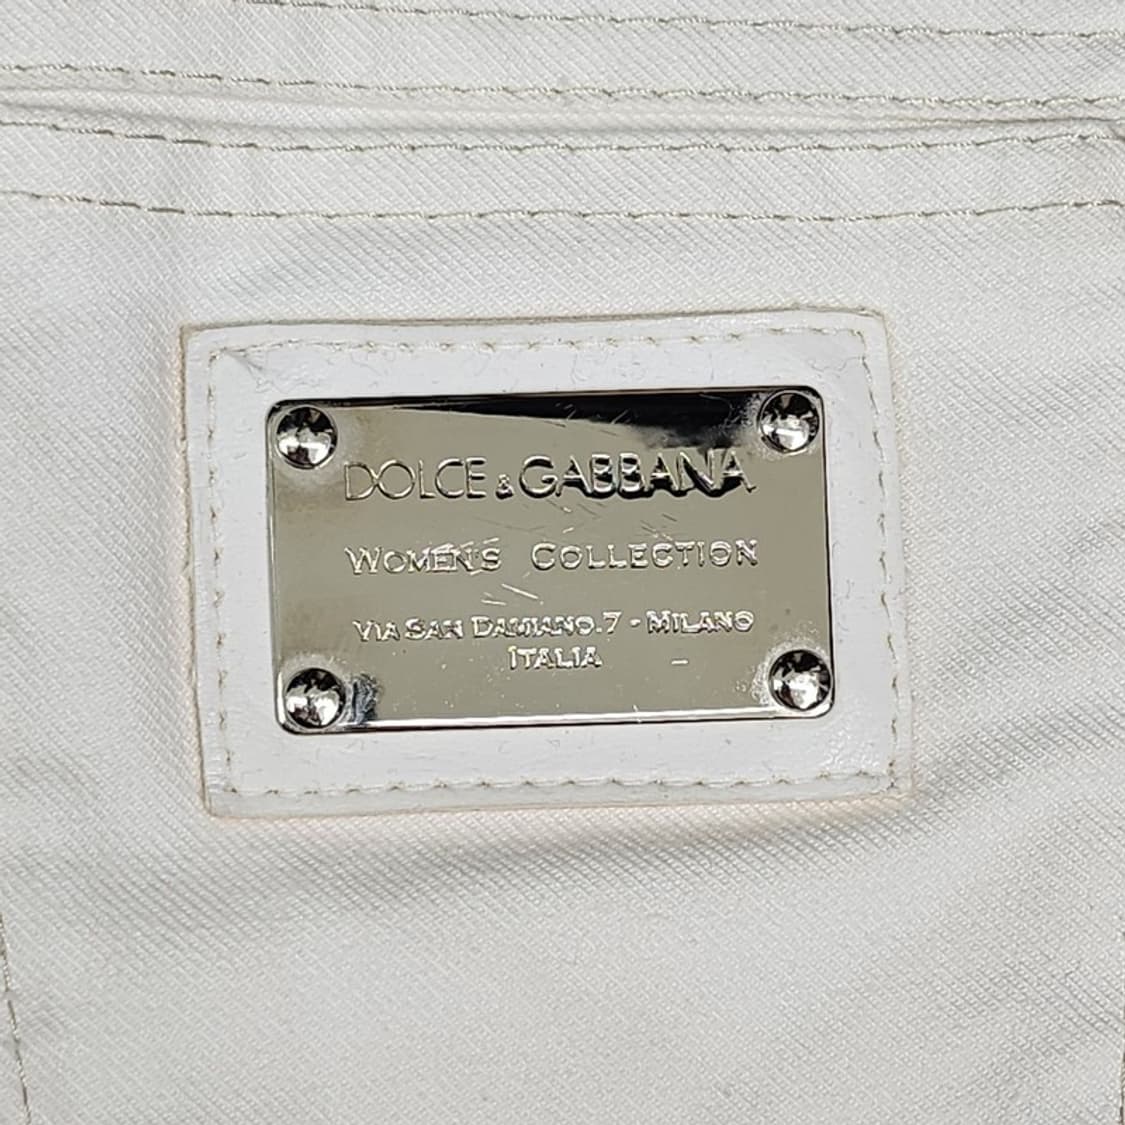 DOLCE & GABBANA
WOMEN'S COLLECTION
VIA SAN DAMIANO.7 - MILANO
ITALIA